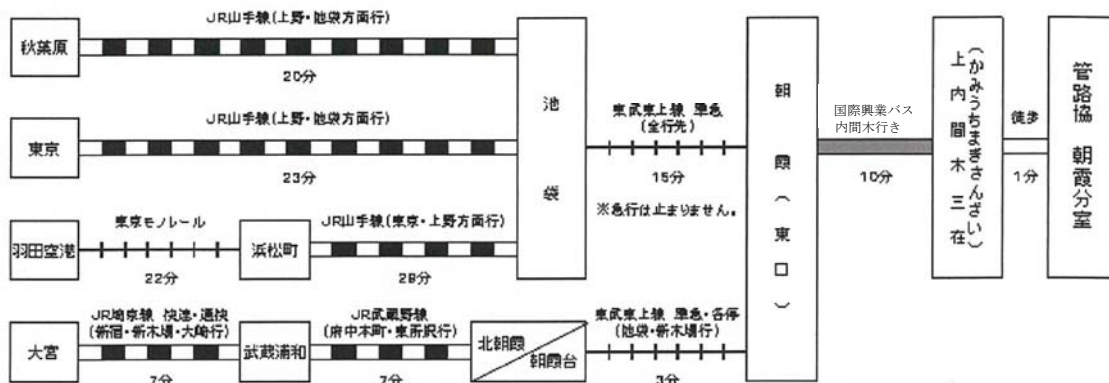 JR山手線(上野・池袋方面行)
秋葉原
20分
JR山手線(上野・池袋方面行)
東京
23分
東京モノレール
羽田空港
22分
浜松町
JR山手線(東京・上野方面行)
28分
池袋
東武東上線 準急
(全行先)
15分
※急行は止まりません。
JR埼京線 快速・通快
(新宿・新木場・大崎行)
大宮
7分
武蔵浦和
JR武蔵野線
(府中本町・東所沢行)
7分
北朝霞
朝霞台
東武東上線 準急・各停
(池袋・新木場行)
3分
朝霞(東口)
国際興業バス
内間木行き
10分
上内間木三在
(かみうちまぎさんざい)
徒歩
1分
管路協 朝霞分室